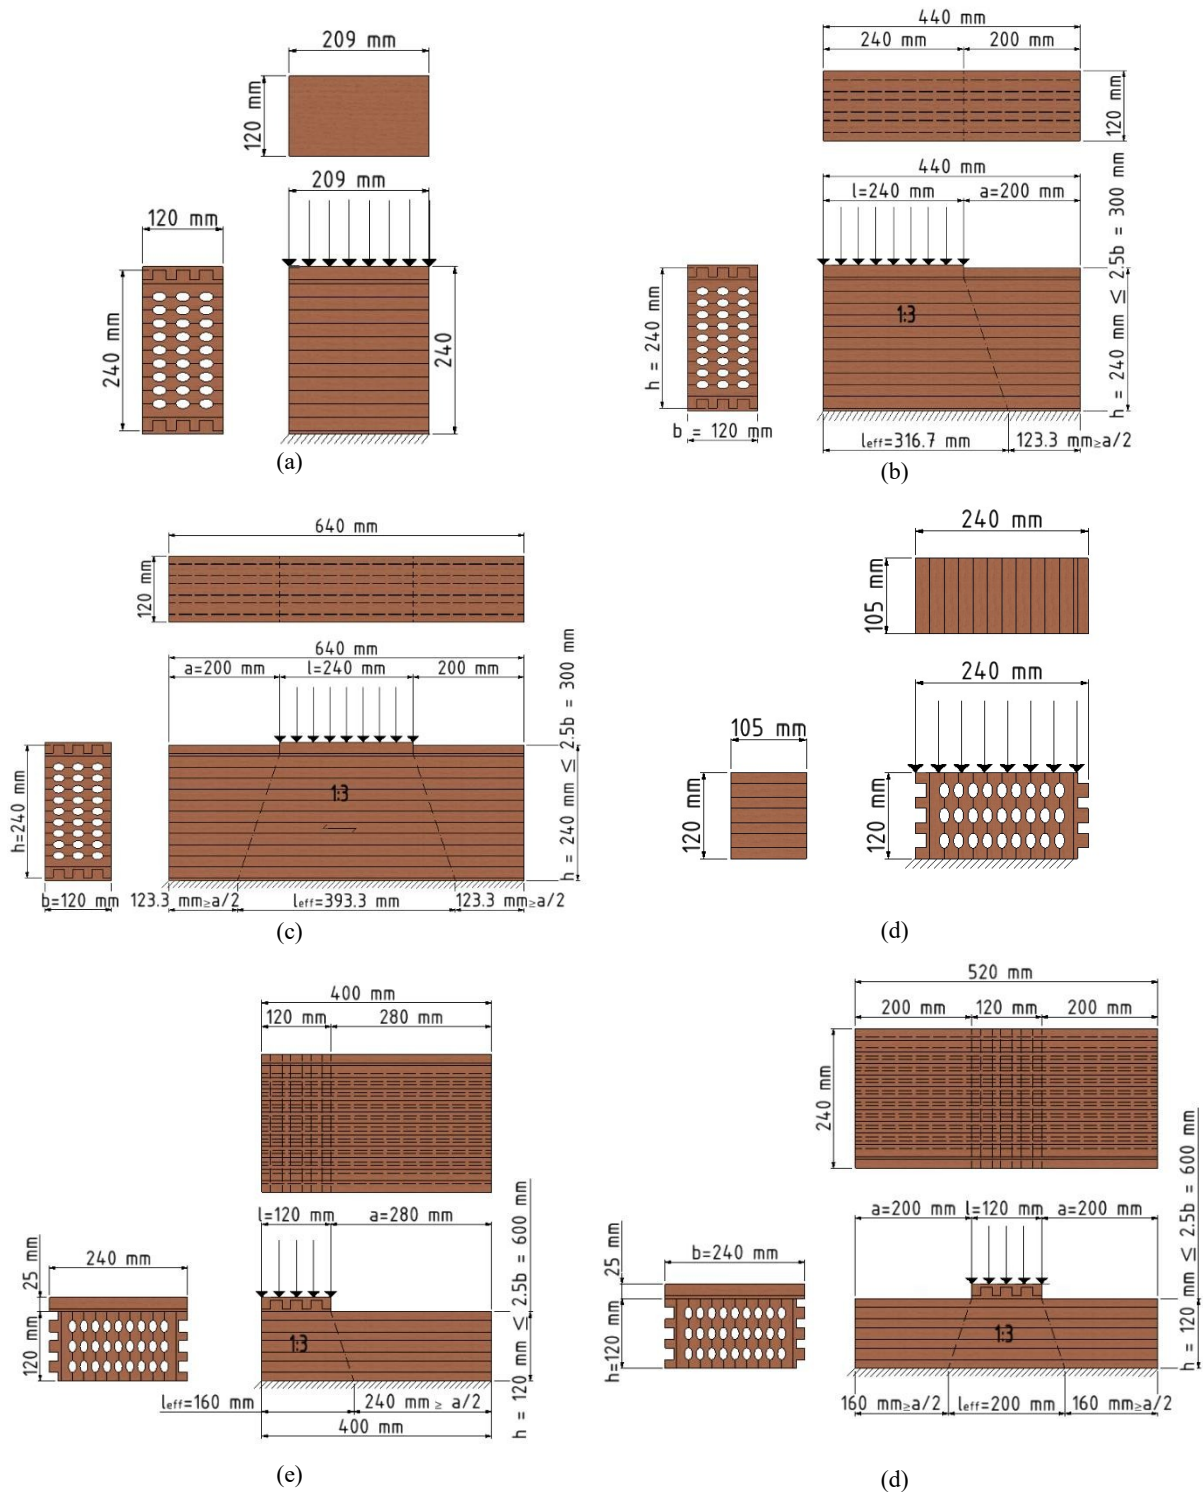 209 mm
120 mm
209 mm
120 mm
240 mm
240
(a)
440 mm
240 mm 200 mm
120 mm
440 mm
l=240 mm a=200 mm
1:3
h = 240 mm
b = 120 mm
h = 240 mm ≤ 2.5b = 300 mm
leff=316.7 mm 123.3 mm≥a/2
(b)
640 mm
120 mm
640 mm
a=200 mm l=240 mm 200 mm
1:3
h=240 mm
h = 240 mm ≤ 2.5b = 300 mm
b=120 mm 123.3 mm≥a/2 leff=393.3 mm 123.3 mm≥a/2
(c)
240 mm
105 mm
240 mm
105 mm
120 mm
120 mm
(d)
400 mm
120 mm 280 mm
l=120 mm a=280 mm
25 mm
240 mm
120 mm
1:3
h = 120 mm ≤ 2.5b = 600 mm
leff=160 mm 240 mm ≥ a/2
400 mm
(e)
520 mm
200 mm 120 mm 200 mm
240 mm
a=200 mm l=120 mm a=200 mm
25 mm
b=240 mm
h=120 mm
1:3
h = 120 mm ≤ 2.5b = 600 mm
160 mm≥a/2 leff=200 mm 160 mm≥a/2
(d)